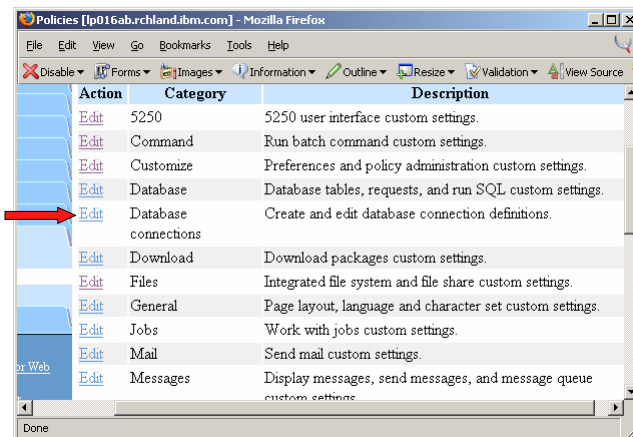 Policies [lp016ab.rchland.ibm.com] - Mozilla Firefox
File Edit View Go Bookmarks Tools Help
Disable Forms Images Information Outline Resize Validation View Source
Action Category Description
Edit 5250 5250 user interface custom settings.
Edit Command Run batch command custom settings.
Edit Customize Preferences and policy administration custom settings.
Edit Database Database tables, requests, and run SQL custom settings.
Edit Database Create and edit database connection definitions.
connections
Edit Download Download packages custom settings.
Edit Files Integrated file system and file share custom settings.
Edit General Page layout, language and character set custom settings.
Edit Jobs Work with jobs custom settings.
Edit Mail Send mail custom settings.
or Web
Edit Messages Display messages, send messages, and message queue
custom settings
Done